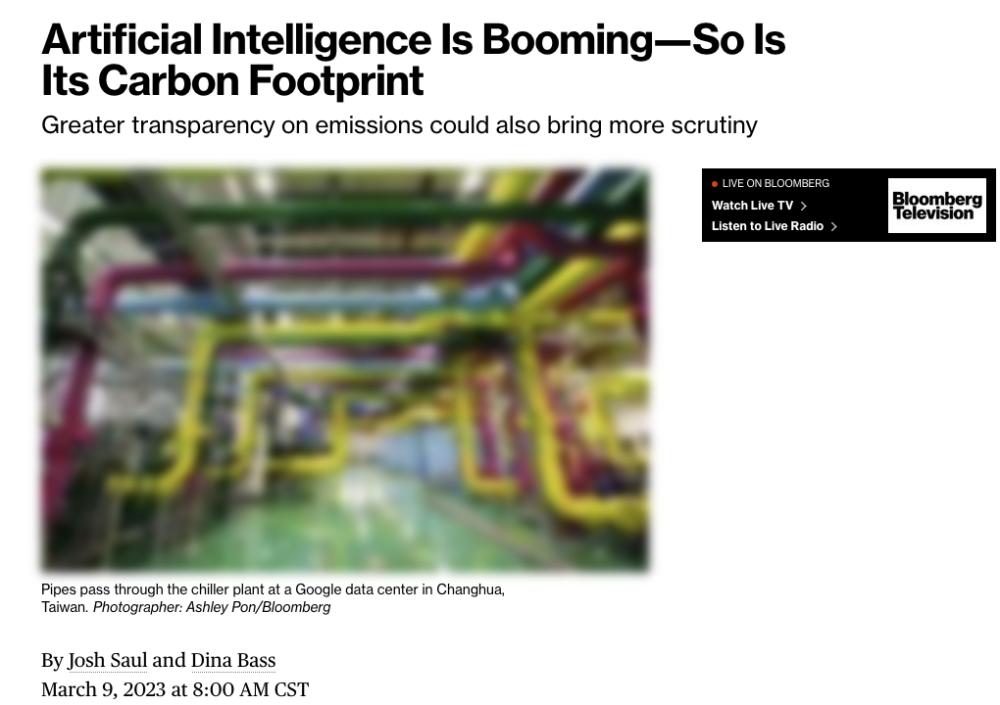 Artificial Intelligence Is Booming—So Is
Its Carbon Footprint
Greater transparency on emissions could also bring more scrutiny
LIVE ON BLOOMBERG
Watch Live TV
Listen to Live Radio
Bloomberg
Television
Pipes pass through the chiller plant at a Google data center in Changhua,
Taiwan. Photographer: Ashley Pon/Bloomberg
By Josh Saul and Dina Bass
March 9, 2023 at 8:00 AM CST